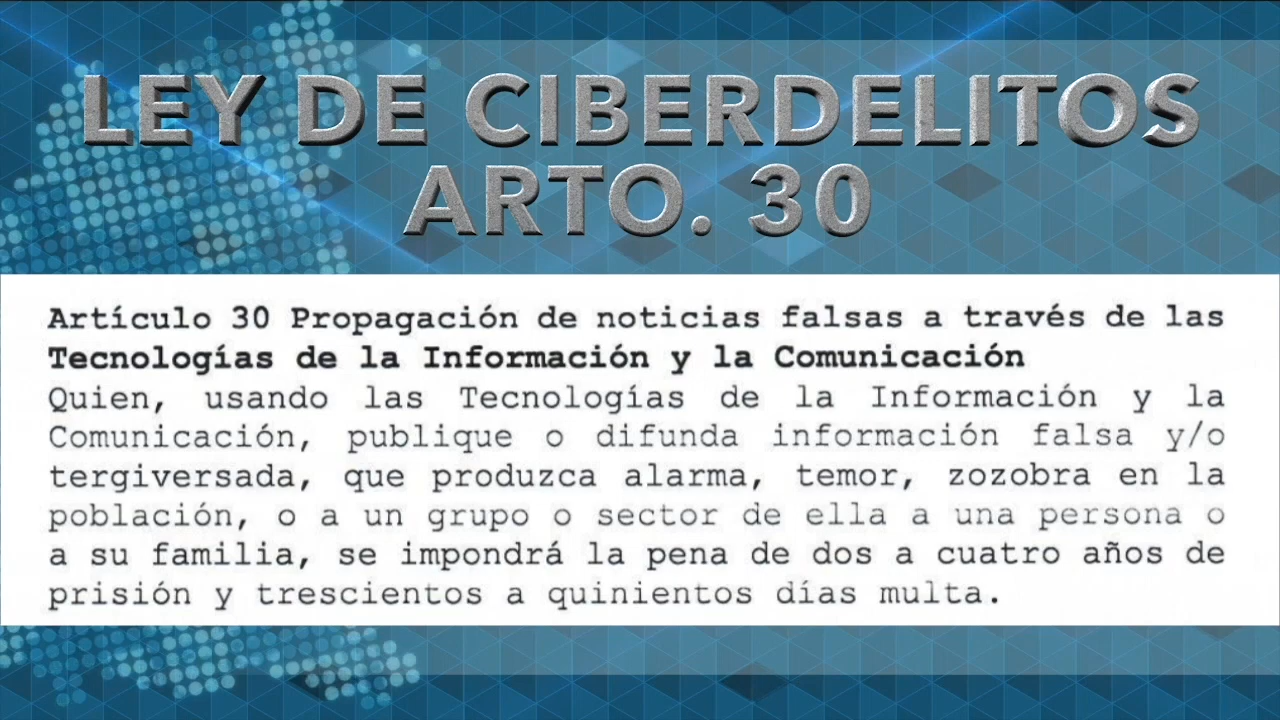 LEY DE CIBERDELITOS
ARTO. 30
Artículo 30 Propagación de noticias falsas a través de las
Tecnologías de la Información y la Comunicación
Quien, usando las Tecnologías de la Información y la
Comunicación, publique o difunda información falsa y/o
tergiversada, que produzca alarma, temor, zozobra en la
población, o a un grupo o sector de ella a una persona o
a su familia, se impondrá la pena de dos a cuatro años de
prisión y trescientos a quinientos días multa.